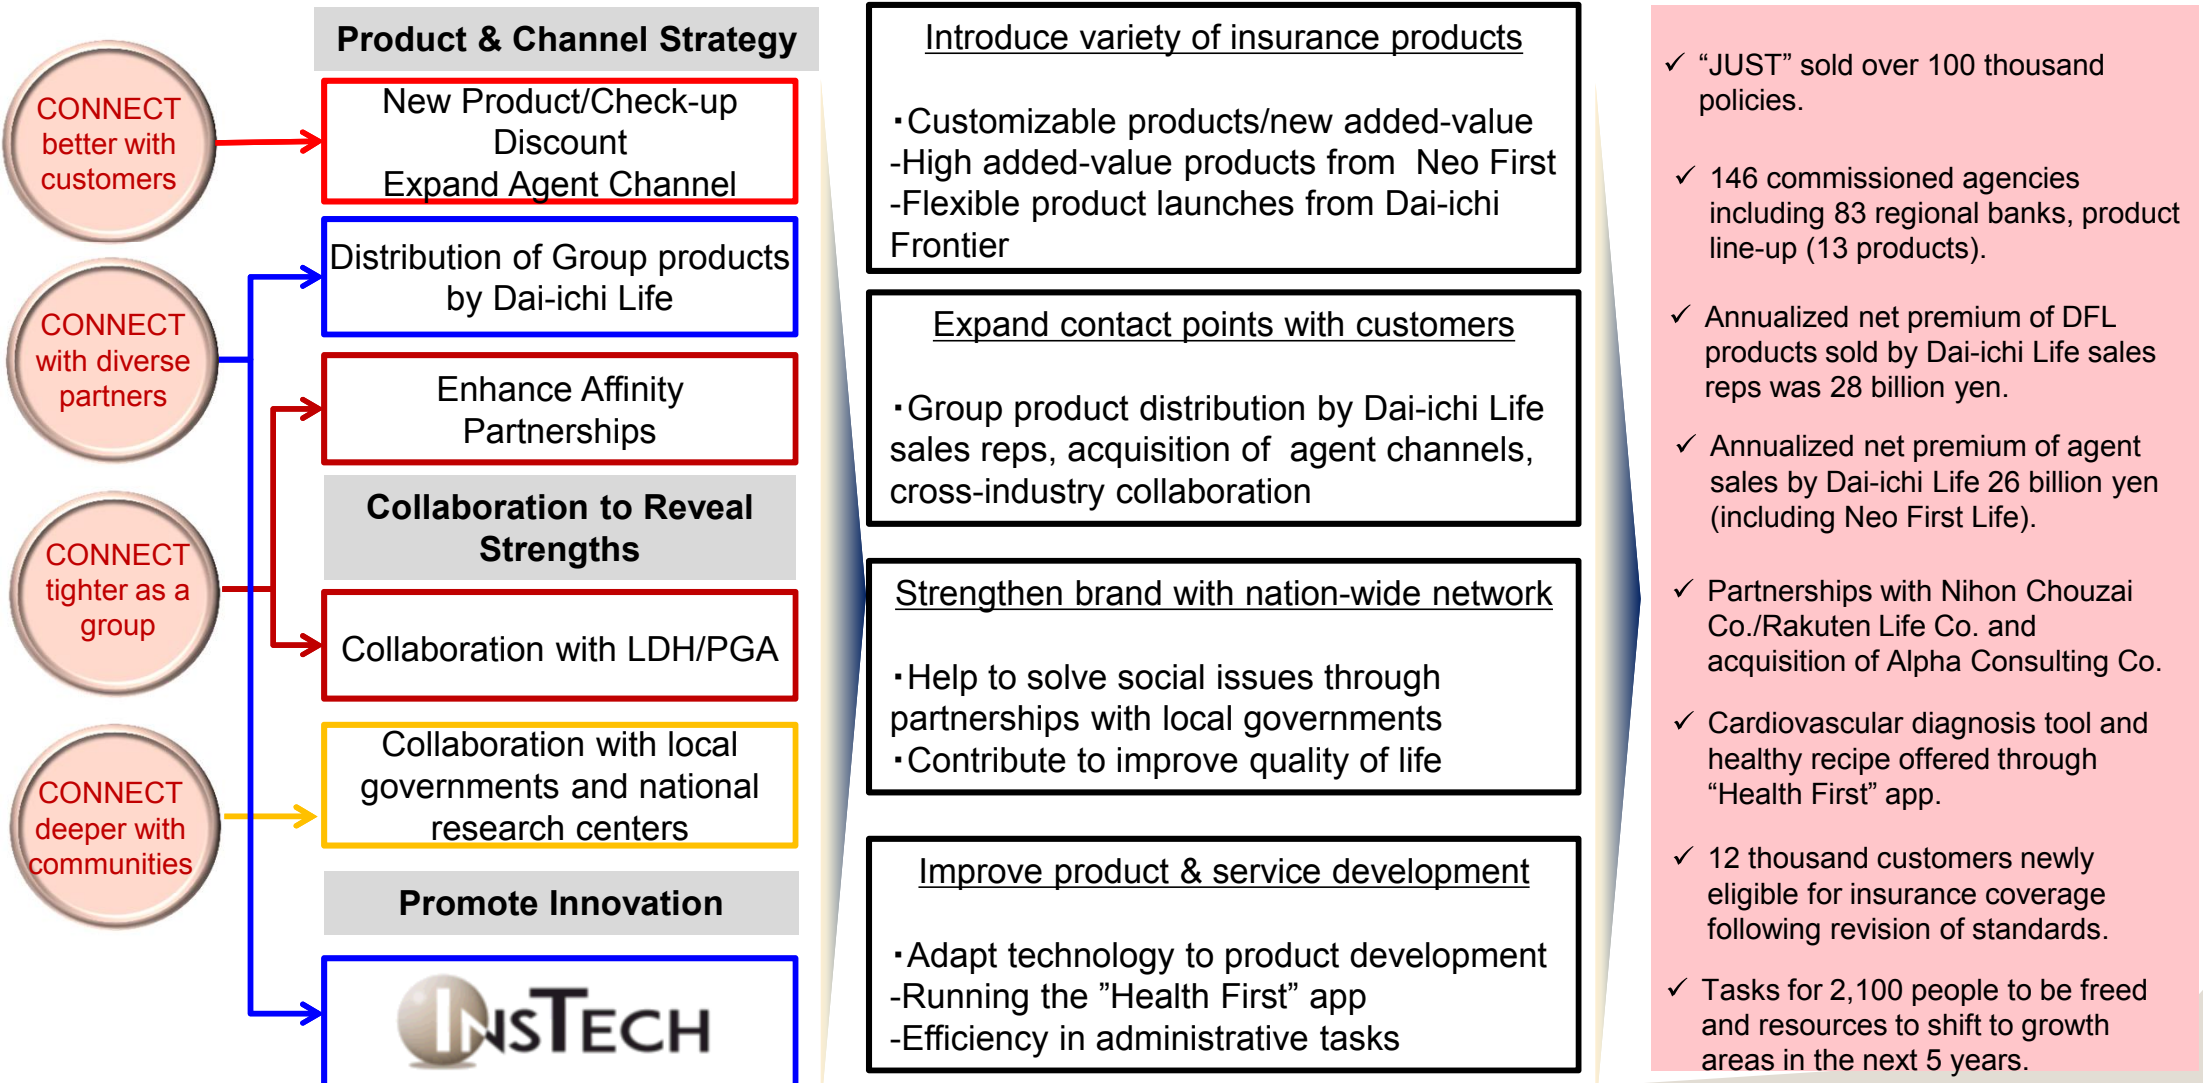 CONNECT
better with
customers
CONNECT
with diverse
partners
CONNECT
tighter as a
group
CONNECT
deeper with
communities
Product & Channel Strategy
New Product/Check-up
Discount
Expand Agent Channel
Distribution of Group products
by Dai-ichi Life
Enhance Affinity
Partnerships
Collaboration to Reveal
Strengths
Collaboration with LDH/PGA
Collaboration with local
governments and national
research centers
Promote Innovation
INSTECH
Introduce variety of insurance products
・Customizable products/new added-value
-High added-value products from Neo First
-Flexible product launches from Dai-ichi
Frontier
Expand contact points with customers
・Group product distribution by Dai-ichi Life
sales reps, acquisition of agent channels,
cross-industry collaboration
Strengthen brand with nation-wide network
・Help to solve social issues through
partnerships with local governments
・Contribute to improve quality of life
Improve product & service development
・Adapt technology to product development
-Running the ”Health First” app
-Efficiency in administrative tasks
✓ “JUST” sold over 100 thousand
policies.
✓ 146 commissioned agencies
including 83 regional banks, product
line-up (13 products).
✓ Annualized net premium of DFL
products sold by Dai-ichi Life sales
reps was 28 billion yen.
✓ Annualized net premium of agent
sales by Dai-ichi Life 26 billion yen
(including Neo First Life).
✓ Partnerships with Nihon Chouzai
Co./Rakuten Life Co. and
acquisition of Alpha Consulting Co.
✓ Cardiovascular diagnosis tool and
healthy recipe offered through
“Health First” app.
✓ 12 thousand customers newly
eligible for insurance coverage
following revision of standards.
✓ Tasks for 2,100 people to be freed
and resources to shift to growth
areas in the next 5 years.